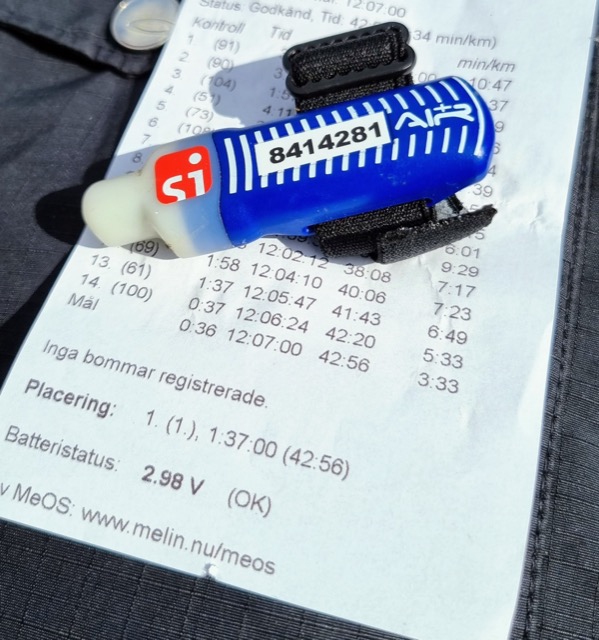 12:07:00
Status: Godkänd, Tid: 42: 34 min/km)
Kontroll Tid min/km
1 (91) 10:47
2 (90) 37
3 (104)
4
5 (73) 4:11
6
7
8414281
AIR+
si
39
6:01
(69) 12:02:12 38:08 9:29
13. (61) 1:58 12:04:10 40:06 7:17
14. (100) 1:37 12:05:47 41:43 7:23
Mål 0:37 12:06:24 42:20 6:49
0:36 12:07:00 42:56 5:33
3:33
Inga bommar registrerade.
Placering: 1. (1.), 1:37:00 (42:56)
Batteristatus: 2.98 V (OK)
v MeOS: www.melin.nu/meos